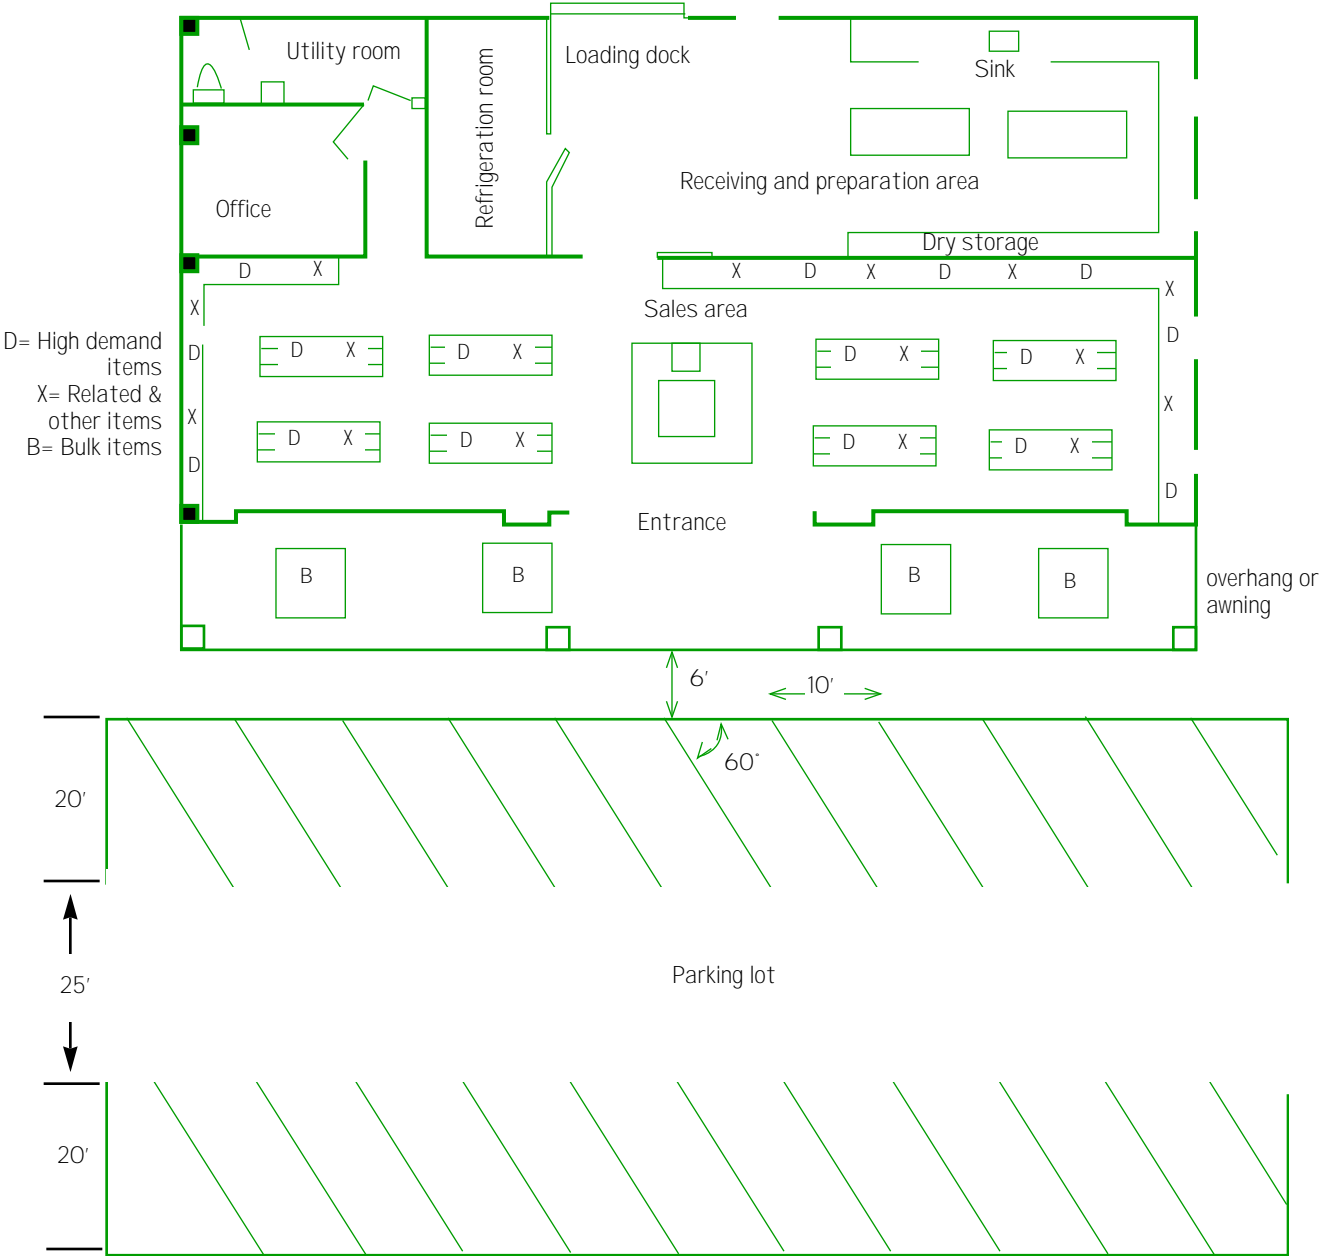 Utility room
Refrigeration room
Loading dock
Sink
Receiving and preparation area
Office
Dry storage
D X
X D X D X D
X
X
Sales area
D= High demand
items
X= Related &
other items
B= Bulk items
D
D
D X
D X
D X
D X
X
X
D X
D X
D X
D X
D
D
Entrance
B
B
B
B
overhang or
awning
6'
10'
60°
20'
25'
Parking lot
20'